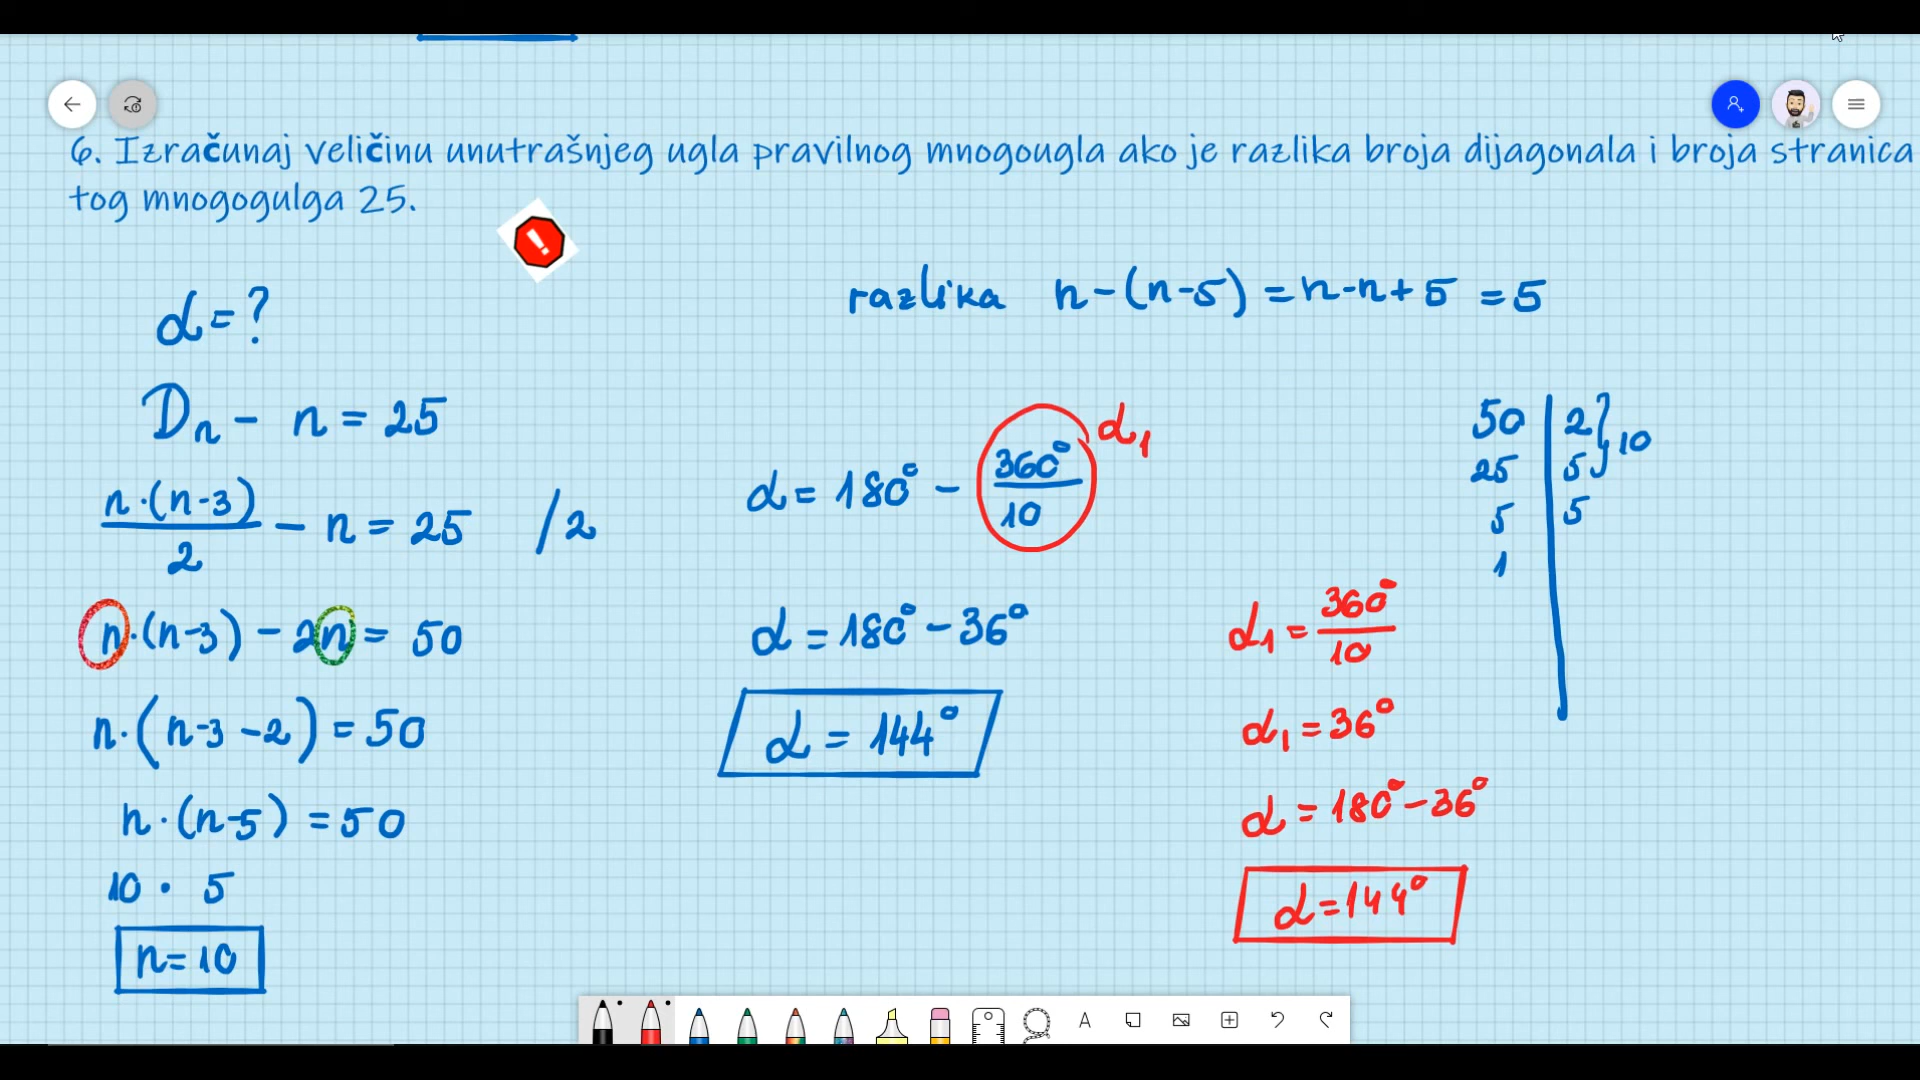 6. Izračunaj veličinu unutrašnjeg ugla pravilnog mnogougla ako je razlika broja dijagonala i broja stranica
tog mnogogulga 25.
α = ?
Dn - n = 25
n·(n-3)/2 - n = 25 /2
n·(n-3) - 2n = 50
n·(n-3-2) = 50
n·(n-5) = 50
10 · 5
n = 10
razlika n-(n-5) = n-n+5 = 5
α = 180° - 360°/10 α1
α = 180° - 36°
α = 144°
50 | 2 } 10
25 | 5
5 | 5
1
α1 = 360°/10
α1 = 36°
α = 180° - 36°
α = 144°